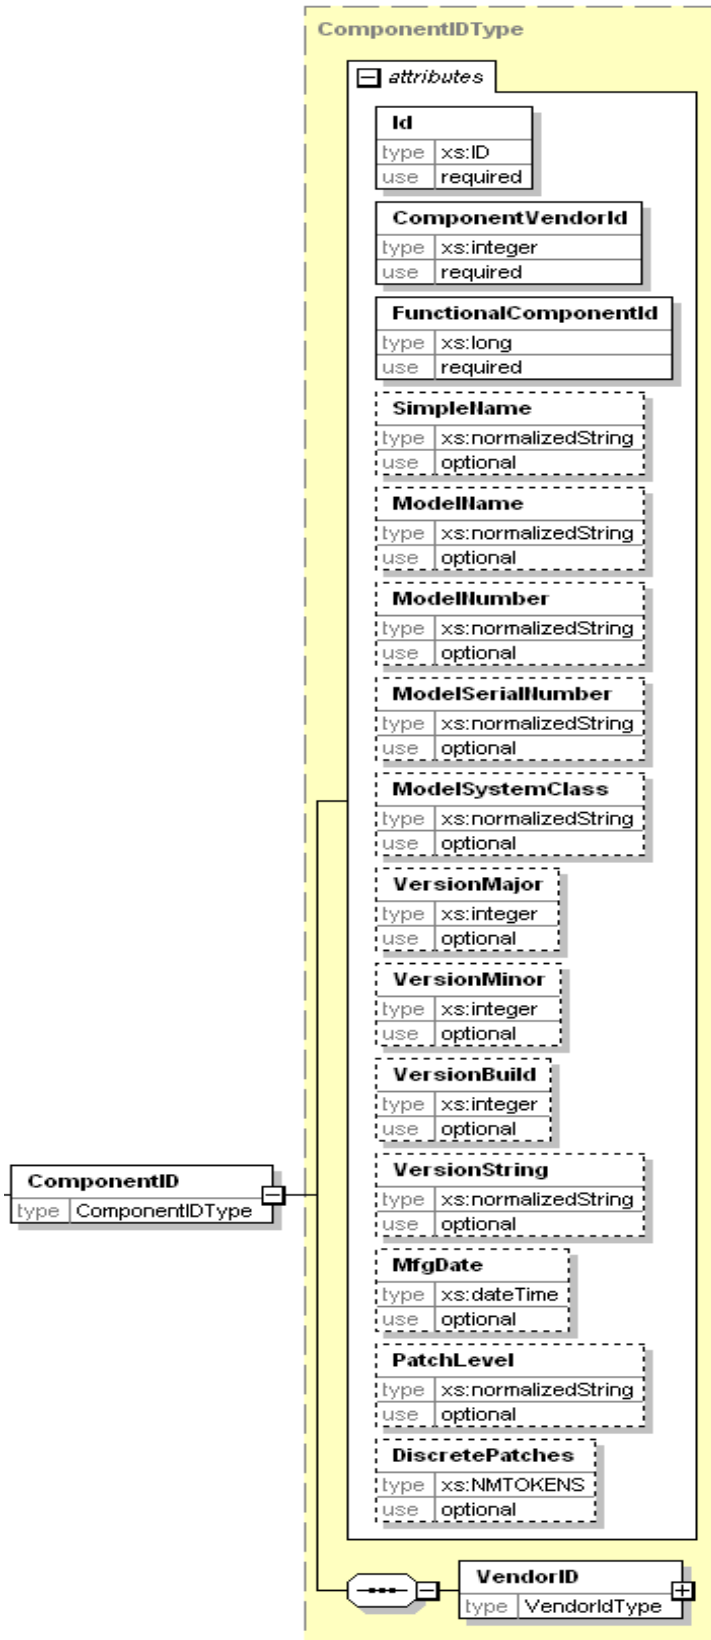 ComponentIDType
attributes
Id
type xs:ID
use required
ComponentVendorId
type xs:integer
use required
FunctionalComponentId
type xs:long
use required
SimpleName
type xs:normalizedString
use optional
ModelName
type xs:normalizedString
use optional
ModelNumber
type xs:normalizedString
use optional
ModelSerialNumber
type xs:normalizedString
use optional
ModelSystemClass
type xs:normalizedString
use optional
VersionMajor
type xs:integer
use optional
VersionMinor
type xs:integer
use optional
VersionBuild
type xs:integer
use optional
VersionString
type xs:normalizedString
use optional
MfgDate
type xs:dateTime
use optional
PatchLevel
type xs:normalizedString
use optional
DiscretePatches
type xs:NMTOKENS
use optional
ComponentID
type ComponentIDType
VendorID
type VendorIdType